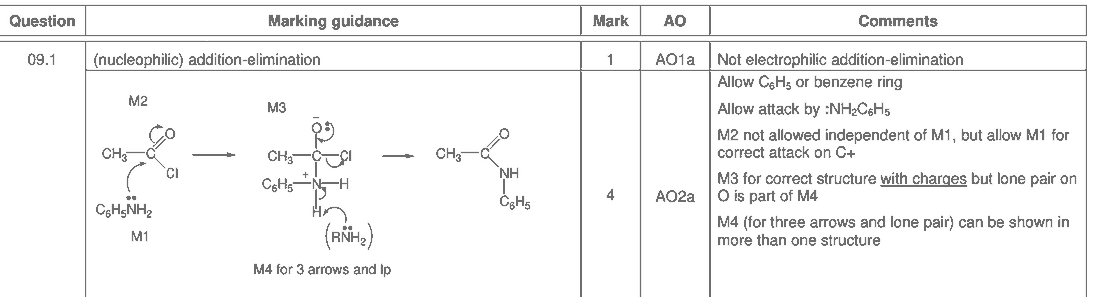 Question Marking guidance Mark AO Comments
09.1 (nucleophilic) addition-elimination 1 AO1a Not electrophilic addition-elimination
Allow C₆H₅ or benzene ring
Allow attack by :NH₂C₆H₅
M2 not allowed independent of M1, but allow M1 for
correct attack on C+
M3 for correct structure with charges but lone pair on
O is part of M4
M4 (for three arrows and lone pair) can be shown in
more than one structure
4 AO2a
M2
O
CH₃ C
Cl
C₆H₅NH₂
M1
M3
O
CH₃ C Cl
+
C₆H₅ N H
H
(RNH₂)
M4 for 3 arrows and lp
O
CH₃ C
NH
C₆H₅